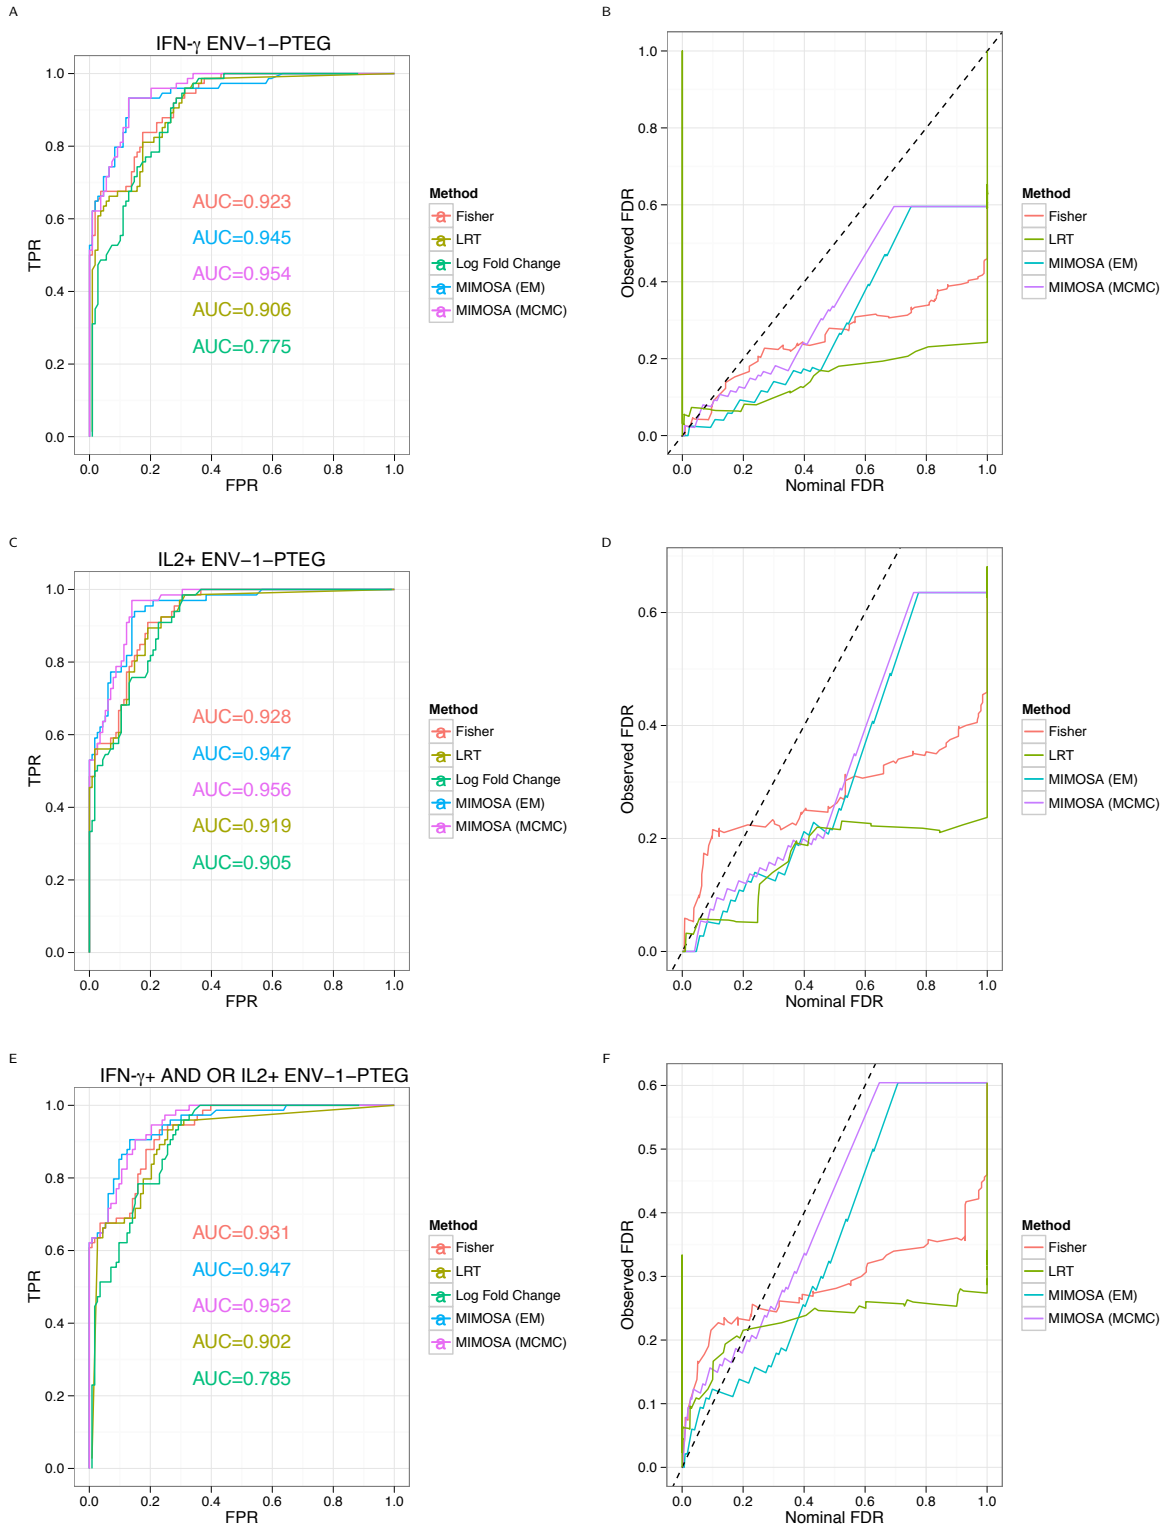 A
IFN-γ ENV−1−PTEG
1.0
0.8
0.6
0.4
0.2
0.0
TPR
0.0 0.2 0.4 0.6 0.8 1.0
FPR
AUC=0.923
AUC=0.945
AUC=0.954
AUC=0.906
AUC=0.775
Method
a Fisher
a LRT
a Log Fold Change
a MIMOSA (EM)
a MIMOSA (MCMC)
B
1.0
0.8
0.6
0.4
0.2
0.0
Observed FDR
0.0 0.2 0.4 0.6 0.8 1.0
Nominal FDR
Method
Fisher
LRT
MIMOSA (EM)
MIMOSA (MCMC)
C
IL2+ ENV−1−PTEG
1.0
0.8
0.6
0.4
0.2
0.0
TPR
0.0 0.2 0.4 0.6 0.8 1.0
FPR
AUC=0.928
AUC=0.947
AUC=0.956
AUC=0.919
AUC=0.905
Method
a Fisher
a LRT
a Log Fold Change
a MIMOSA (EM)
a MIMOSA (MCMC)
D
0.6
0.4
0.2
0.0
Observed FDR
0.0 0.2 0.4 0.6 0.8 1.0
Nominal FDR
Method
Fisher
LRT
MIMOSA (EM)
MIMOSA (MCMC)
E
IFN-γ+ AND OR IL2+ ENV−1−PTEG
1.0
0.8
0.6
0.4
0.2
0.0
TPR
0.0 0.2 0.4 0.6 0.8 1.0
FPR
AUC=0.931
AUC=0.947
AUC=0.952
AUC=0.902
AUC=0.785
Method
a Fisher
a LRT
a Log Fold Change
a MIMOSA (EM)
a MIMOSA (MCMC)
F
0.6
0.5
0.4
0.3
0.2
0.1
0.0
Observed FDR
0.0 0.2 0.4 0.6 0.8 1.0
Nominal FDR
Method
Fisher
LRT
MIMOSA (EM)
MIMOSA (MCMC)